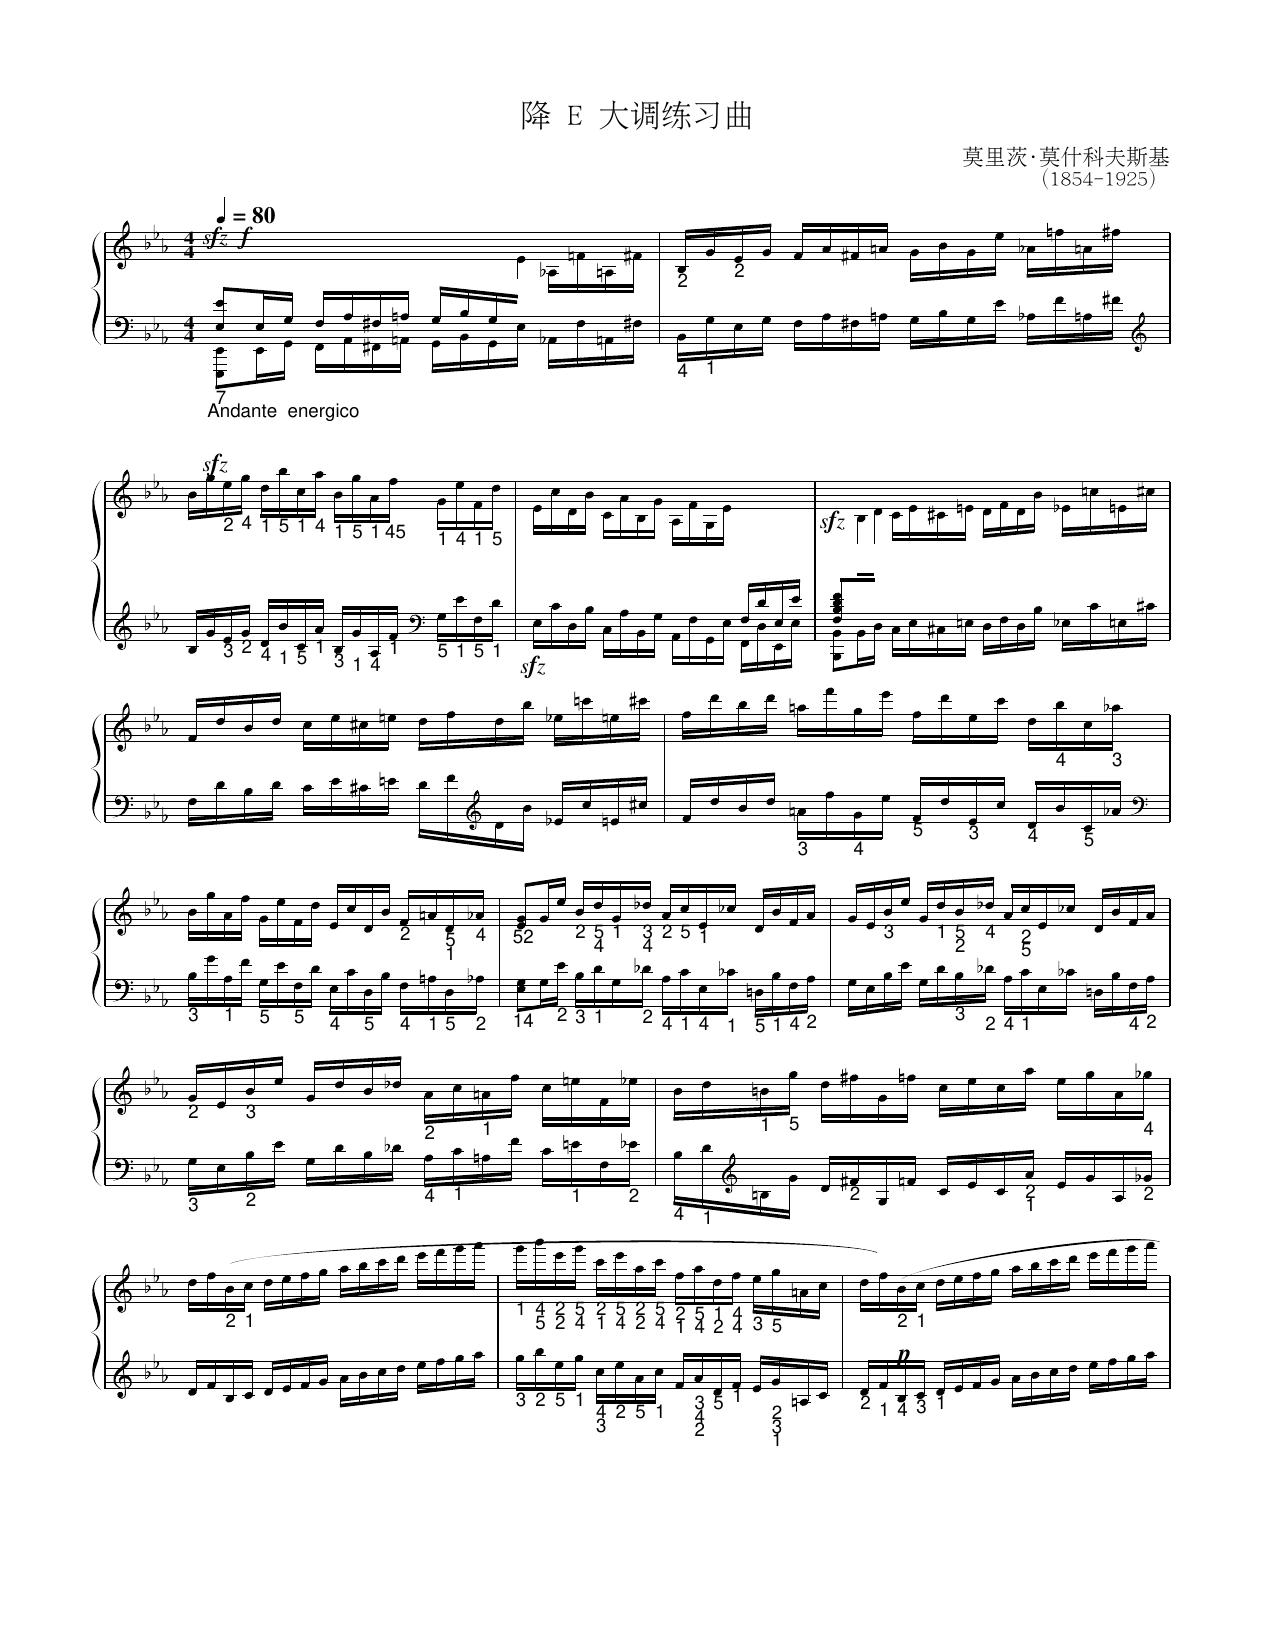 降 E 大调练习曲
莫里茨·莫什科夫斯基
(1854-1925)
= 80
sfz f
2 2
4 1
7
Andante energico
sfz
2 4 1 5 1 4 1 5 1 45 1 4 1 5
sfz
3 2 4 1 5 1 3 1 4 1 5 1 5 1
sfz
4 3
3 4 5 3 4 5
2 5 4 52 2 5 1 3 2 5 1 3 1 5 4 2
1 4 4 2 5
3 1 5 5 4 5 4 1 5 2 14 2 3 1 2 4 1 4 1 5 1 4 2 3 2 4 1 4 2
2 3 2 1 1 5 4
3 2 4 1 1 2 4 1 2 2 1 2
2 1 1 4 2 5 2 5 2 5 2 5 1 4 3 5 2 1
5 2 4 1 4 2 4 1 4 2 4
p
3 2 5 1 4 2 5 1 3 5 1 2 2 1 4 3 1
3 4 2 3 1